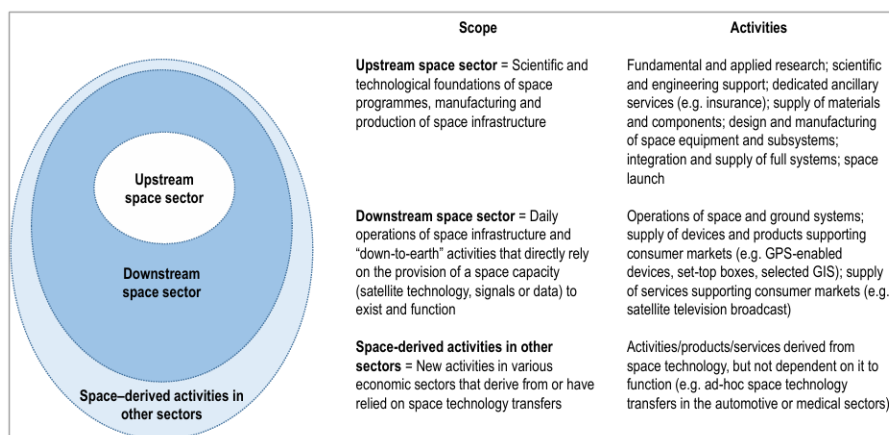 Scope
Activities
Upstream space sector = Scientific and
technological foundations of space
programmes, manufacturing and
production of space infrastructure
Fundamental and applied research; scientific
and engineering support; dedicated ancillary
services (e.g. insurance); supply of materials
and components; design and manufacturing
of space equipment and subsystems;
integration and supply of full systems; space
launch
Upstream
space sector
Downstream space sector = Daily
operations of space infrastructure and
“down-to-earth” activities that directly rely
on the provision of a space capacity
(satellite technology, signals or data) to
exist and function
Operations of space and ground systems;
supply of devices and products supporting
consumer markets (e.g. GPS-enabled
devices, set-top boxes, selected GIS); supply
of services supporting consumer markets (e.g.
satellite television broadcast)
Downstream
space sector
Space-derived activities in other
sectors = New activities in various
economic sectors that derive from or have
relied on space technology transfers
Activities/products/services derived from
space technology, but not dependent on it to
function (e.g. ad-hoc space technology
transfers in the automotive or medical sectors)
Space–derived activities in
other sectors